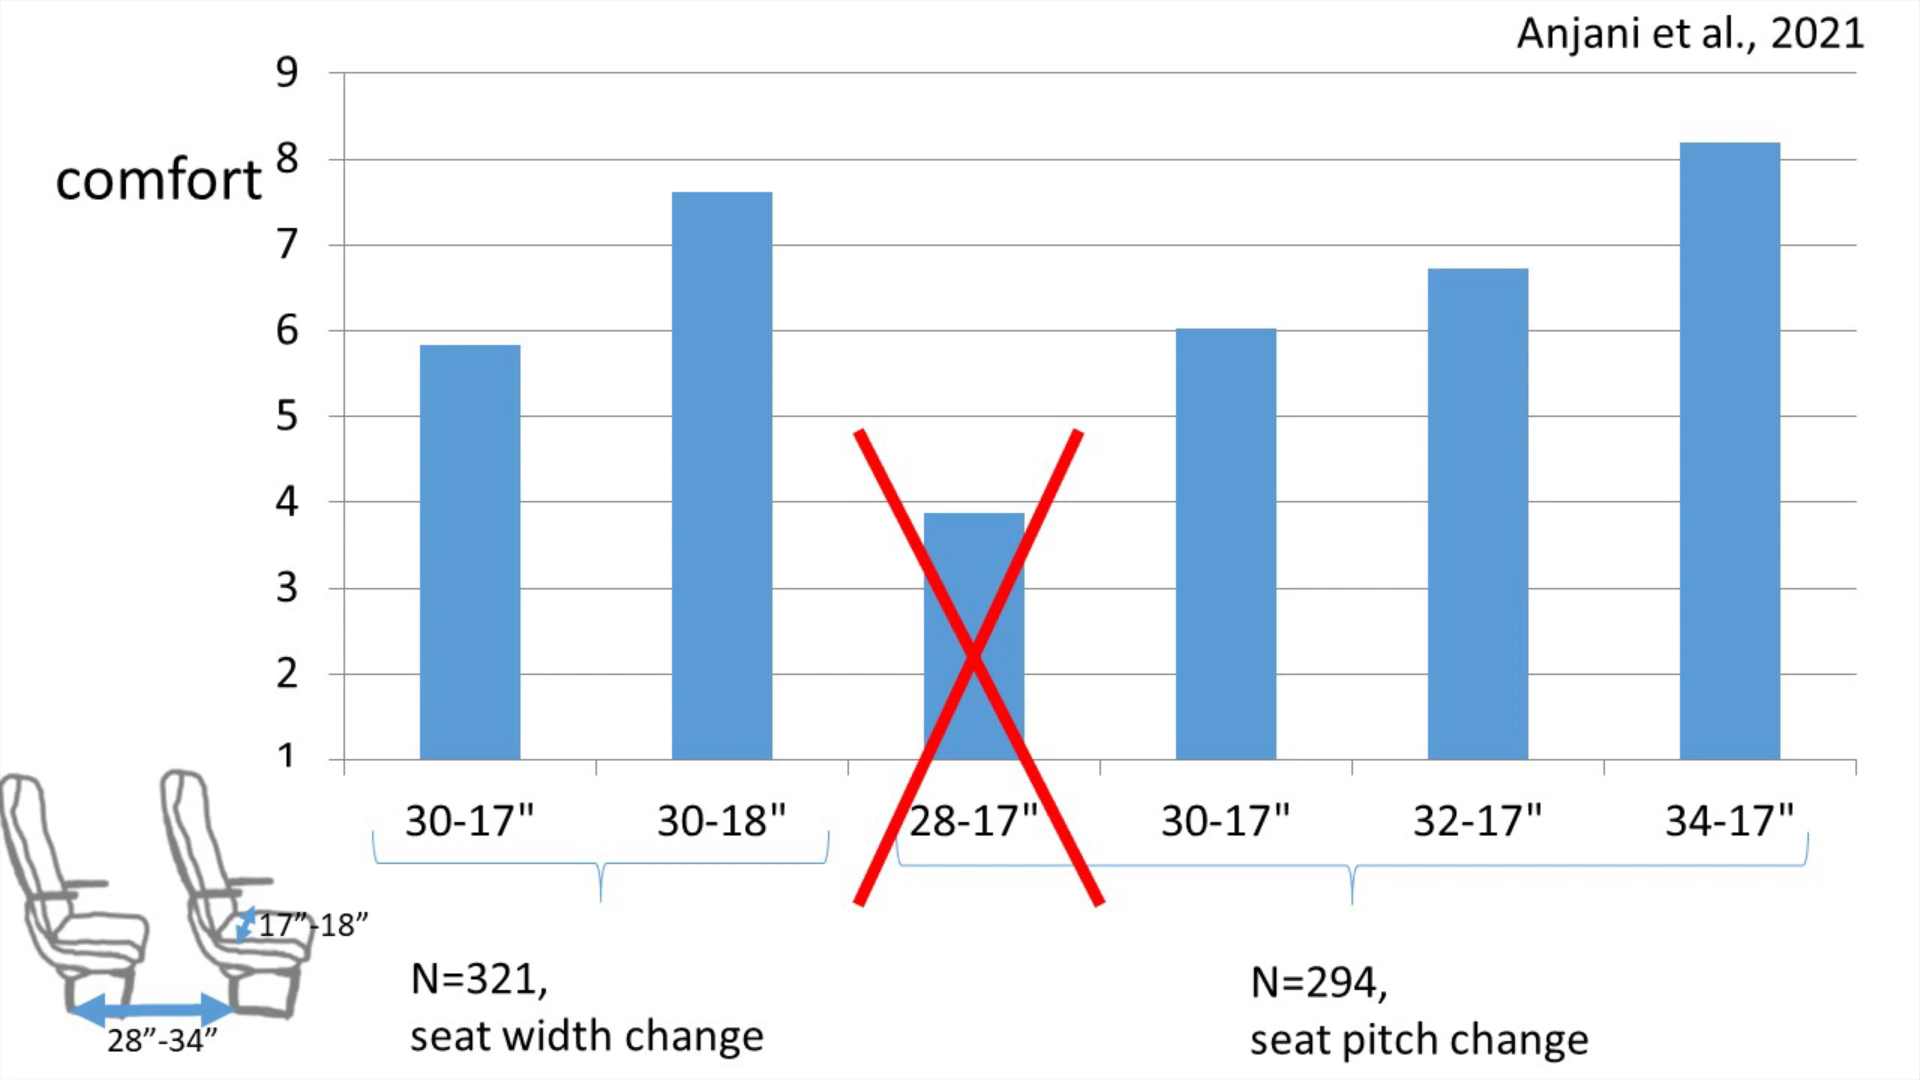 Anjani et al., 2021
comfort
9
8
7
6
5
4
3
2
1
30-17" 30-18" 28-17" 30-17" 32-17" 34-17"
17”-18”
28”-34”
N=321,
seat width change
N=294,
seat pitch change